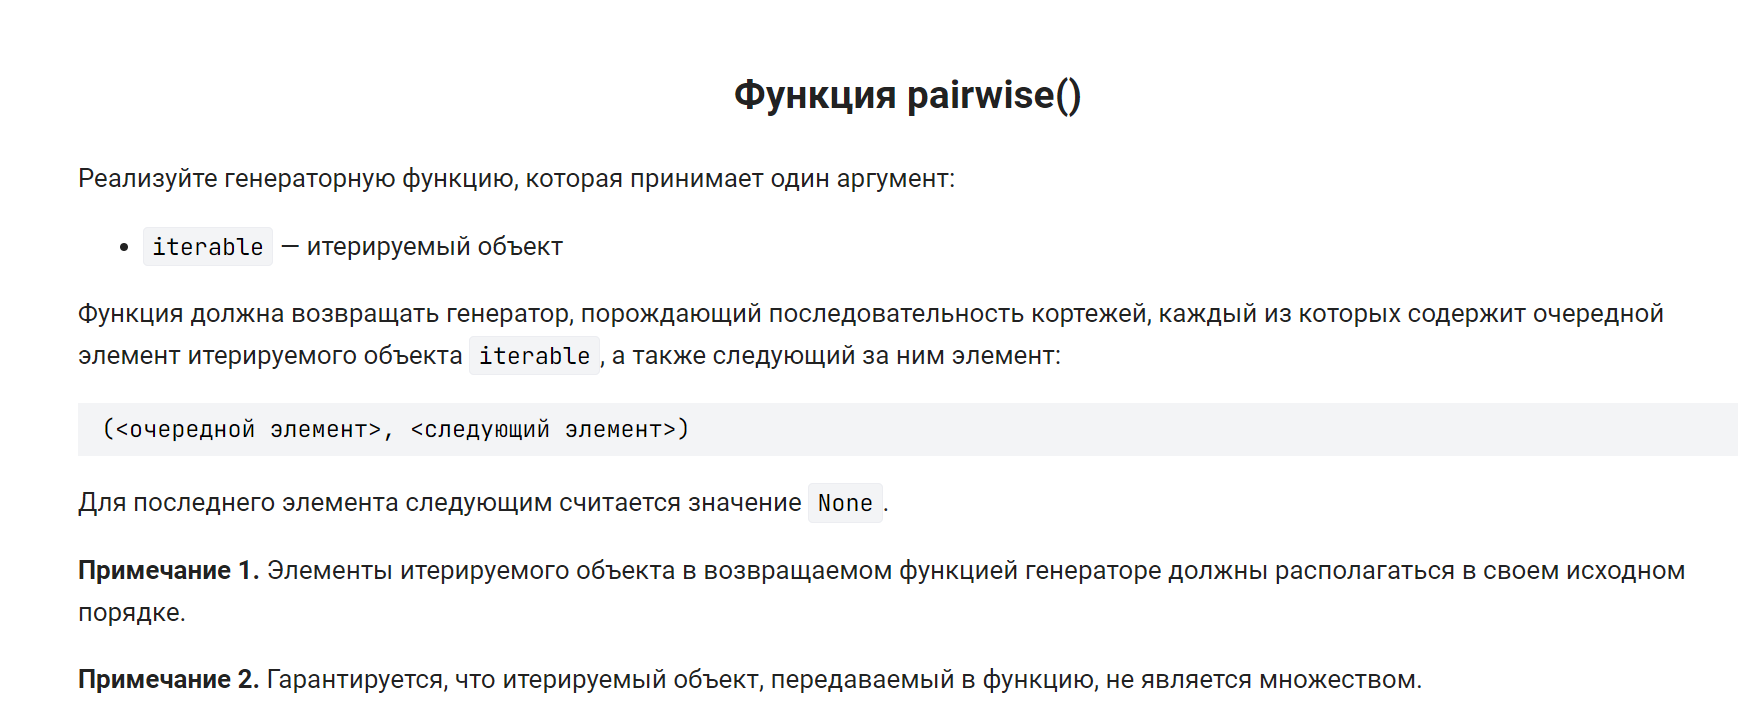 Функция pairwise()
Реализуйте генераторную функцию, которая принимает один аргумент:
• iterable — итерируемый объект
Функция должна возвращать генератор, порождающий последовательность кортежей, каждый из которых содержит очередной
элемент итерируемого объекта iterable, а также следующий за ним элемент:
(<очередной элемент>, <следующий элемент>)
Для последнего элемента следующим считается значение None.
Примечание 1. Элементы итерируемого объекта в возвращаемом функцией генераторе должны располагаться в своем исходном
порядке.
Примечание 2. Гарантируется, что итерируемый объект, передаваемый в функцию, не является множеством.